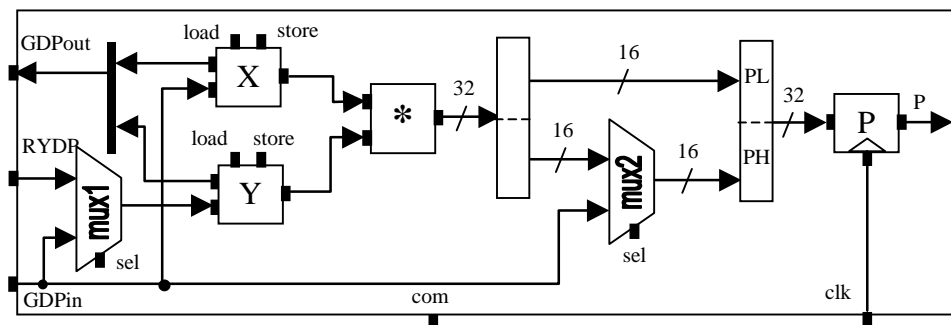 GDPout
load
store
X
*
32
16
PL
32
P
P
RYDP
mux1
load
store
Y
16
mux2
16
PH
sel
sel
GDPin
com
clk